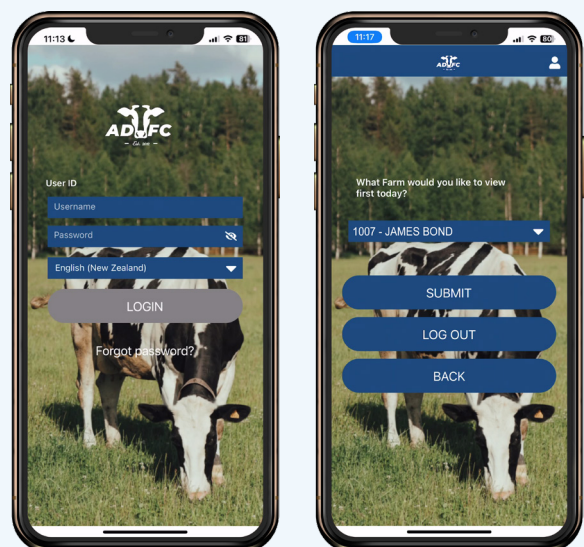 11:13
81
ADFC
- Est. 2011 -
User ID
Username
Password
English (New Zealand)
LOGIN
Forgot password?
11:17
80
ADFC
What Farm would you like to view
first today?
1007 - JAMES BOND
SUBMIT
LOG OUT
BACK